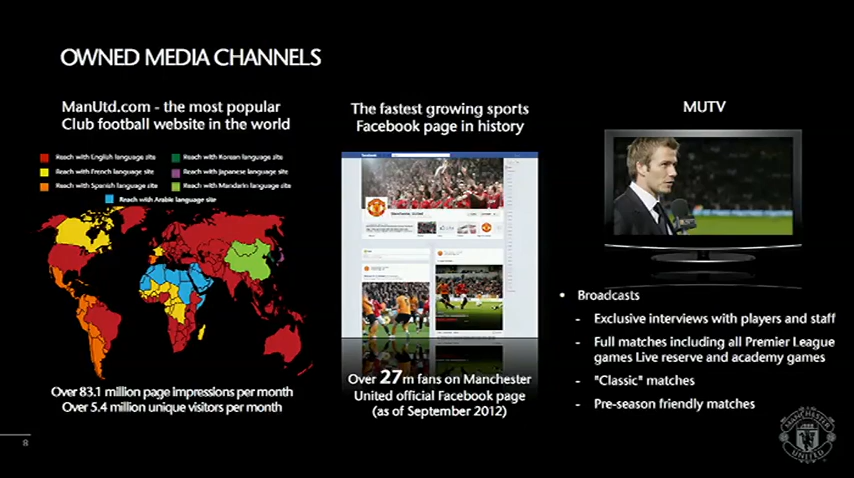 OWNED MEDIA CHANNELS
ManUtd.com - the most popular
Club football website in the world
Reach with English language site
Reach with Korean language site
Reach with French language site
Reach with Japanese language site
Reach with Spanish language site
Reach with Mandarin language site
Reach with Arabic language site
Over 83.1 million page impressions per month
Over 5.4 million unique visitors per month
The fastest growing sports
Facebook page in history
facebook
Manchester United
Over 27m fans on Manchester
United official Facebook page
(as of September 2012)
MUTV
• Broadcasts
- Exclusive interviews with players and staff
- Full matches including all Premier League
games Live reserve and academy games
- "Classic" matches
- Pre-season friendly matches
MANCHESTER
UNITED
8